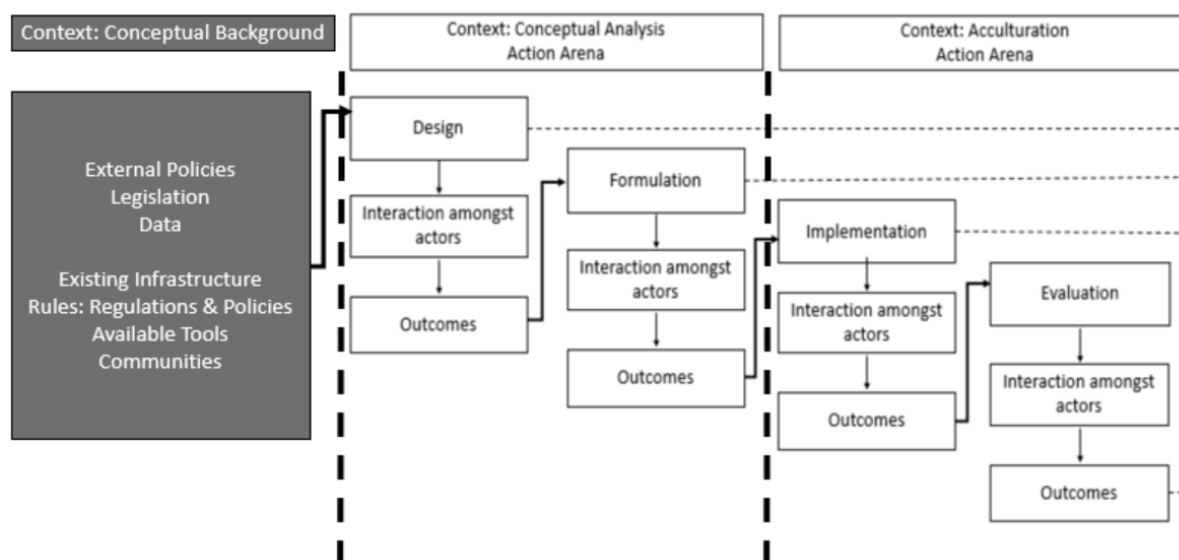 Context: Conceptual Background
Context: Conceptual Analysis
Action Arena
Context: Acculturation
Action Arena
External Policies
Legislation
Data
Existing Infrastructure
Rules: Regulations & Policies
Available Tools
Communities
Design
Interaction amongst
actors
Outcomes
Formulation
Interaction amongst
actors
Outcomes
Implementation
Interaction amongst
actors
Outcomes
Evaluation
Interaction amongst
actors
Outcomes